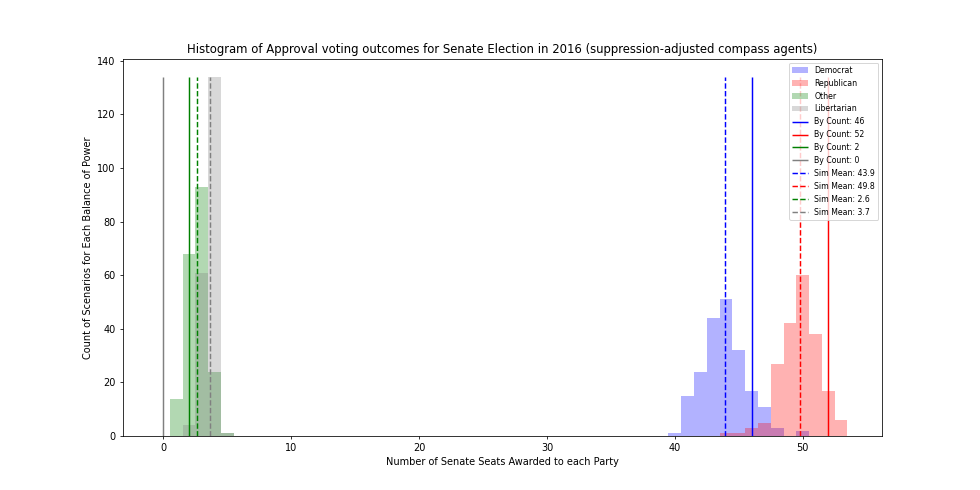 Histogram of Approval voting outcomes for Senate Election in 2016 (suppression-adjusted compass agents)
140
120
100
80
60
40
20
0
Count of Scenarios for Each Balance of Power
Democrat
Republican
Other
Libertarian
By Count: 46
By Count: 52
By Count: 2
By Count: 0
Sim Mean: 43.9
Sim Mean: 49.8
Sim Mean: 2.6
Sim Mean: 3.7
0 10 20 30 40 50
Number of Senate Seats Awarded to each Party